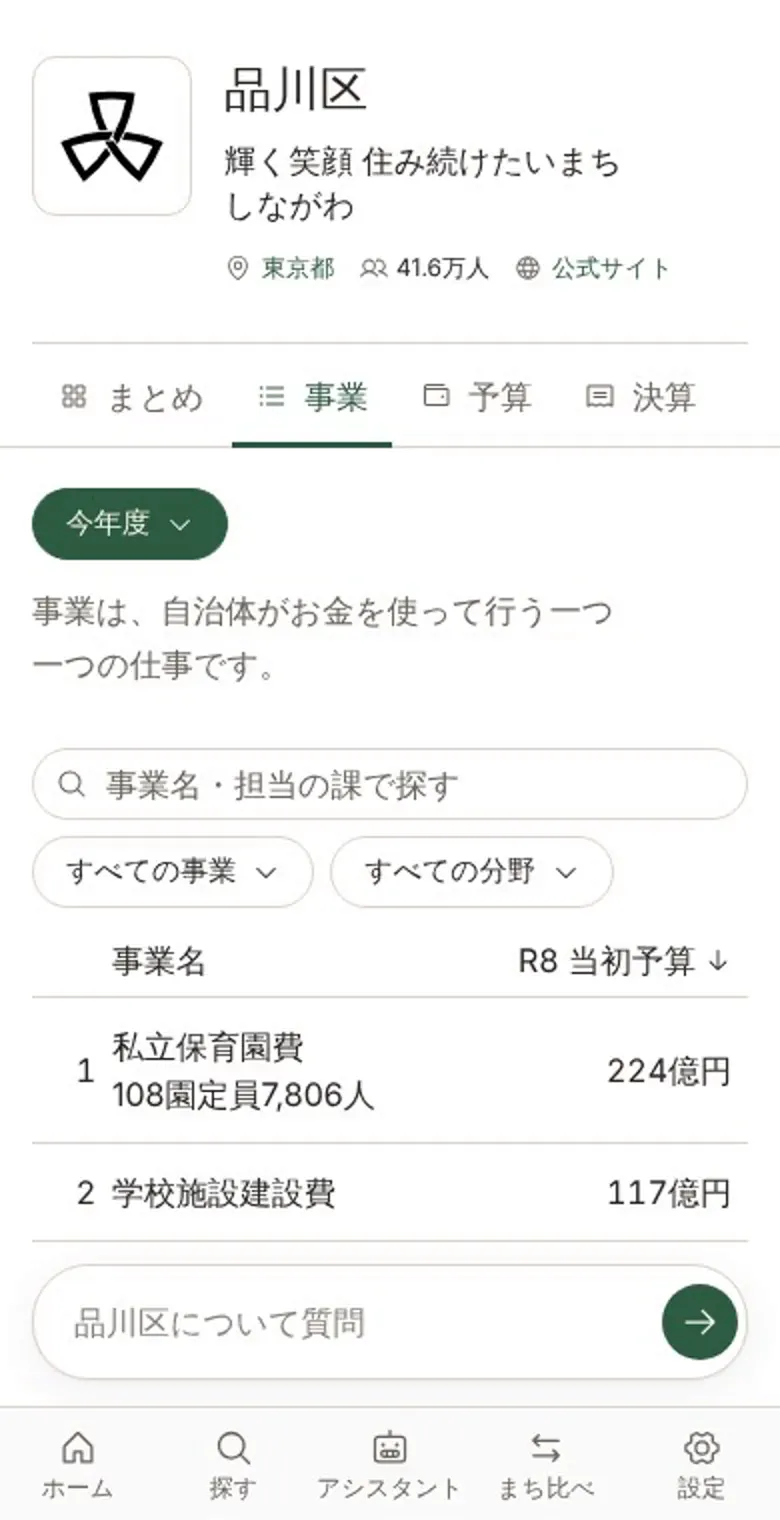 品川区
輝く笑顔 住み続けたいまち
しながわ
東京都 41.6万人 公式サイト
まとめ 事業 予算 決算
今年度
事業は、自治体がお金を使って行う一つ
一つの仕事です。
事業名・担当の課で探す
すべての事業 すべての分野
事業名 R8 当初予算 ↓
1 私立保育園費 224億円
108園定員7,806人
2 学校施設建設費 117億円
品川区について質問
ホーム 探す アシスタント まち比べ 設定